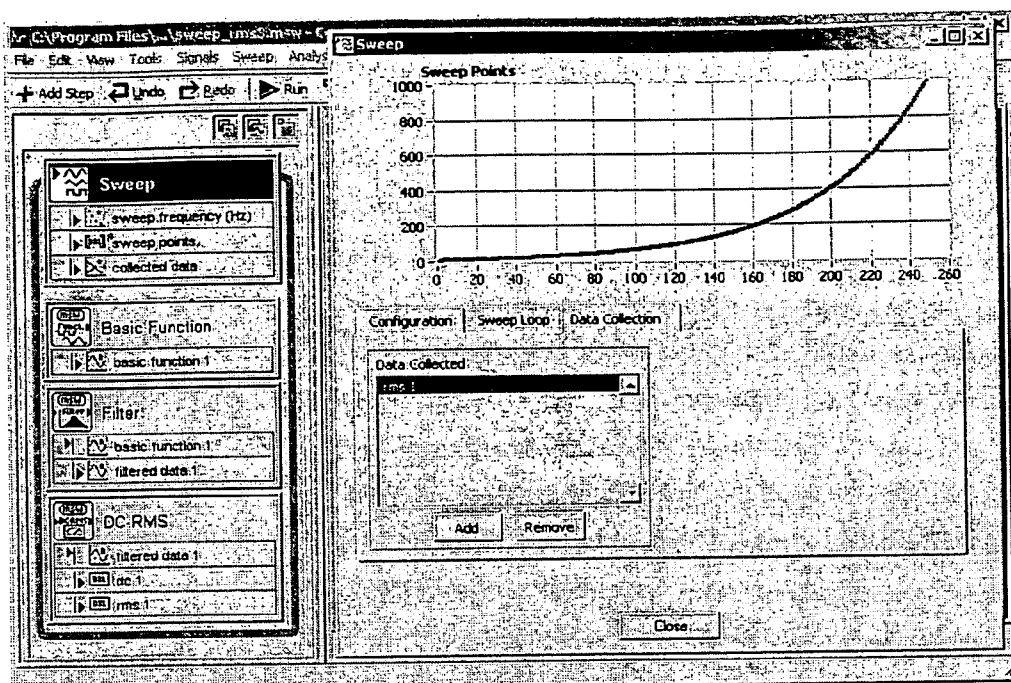 C:\Program Files\...\sweep_rms3.msw -
File Edit View Tools Signals Sweep Analys
Add Step Undo Redo Run
Sweep
sweep frequency (Hz)
sweep points
collected data
Basic Function
basic function 1
Filter
basic function 1
filtered data 1
DC-RMS
filtered data 1
dc 1
rms 1
Sweep
Sweep Points
1000
800
600
400
200
0
0 20 40 60 80 100 120 140 160 180 200 220 240 260
Configuration Sweep Loop Data Collection
Data Collected
rms 1
Add Remove
Close